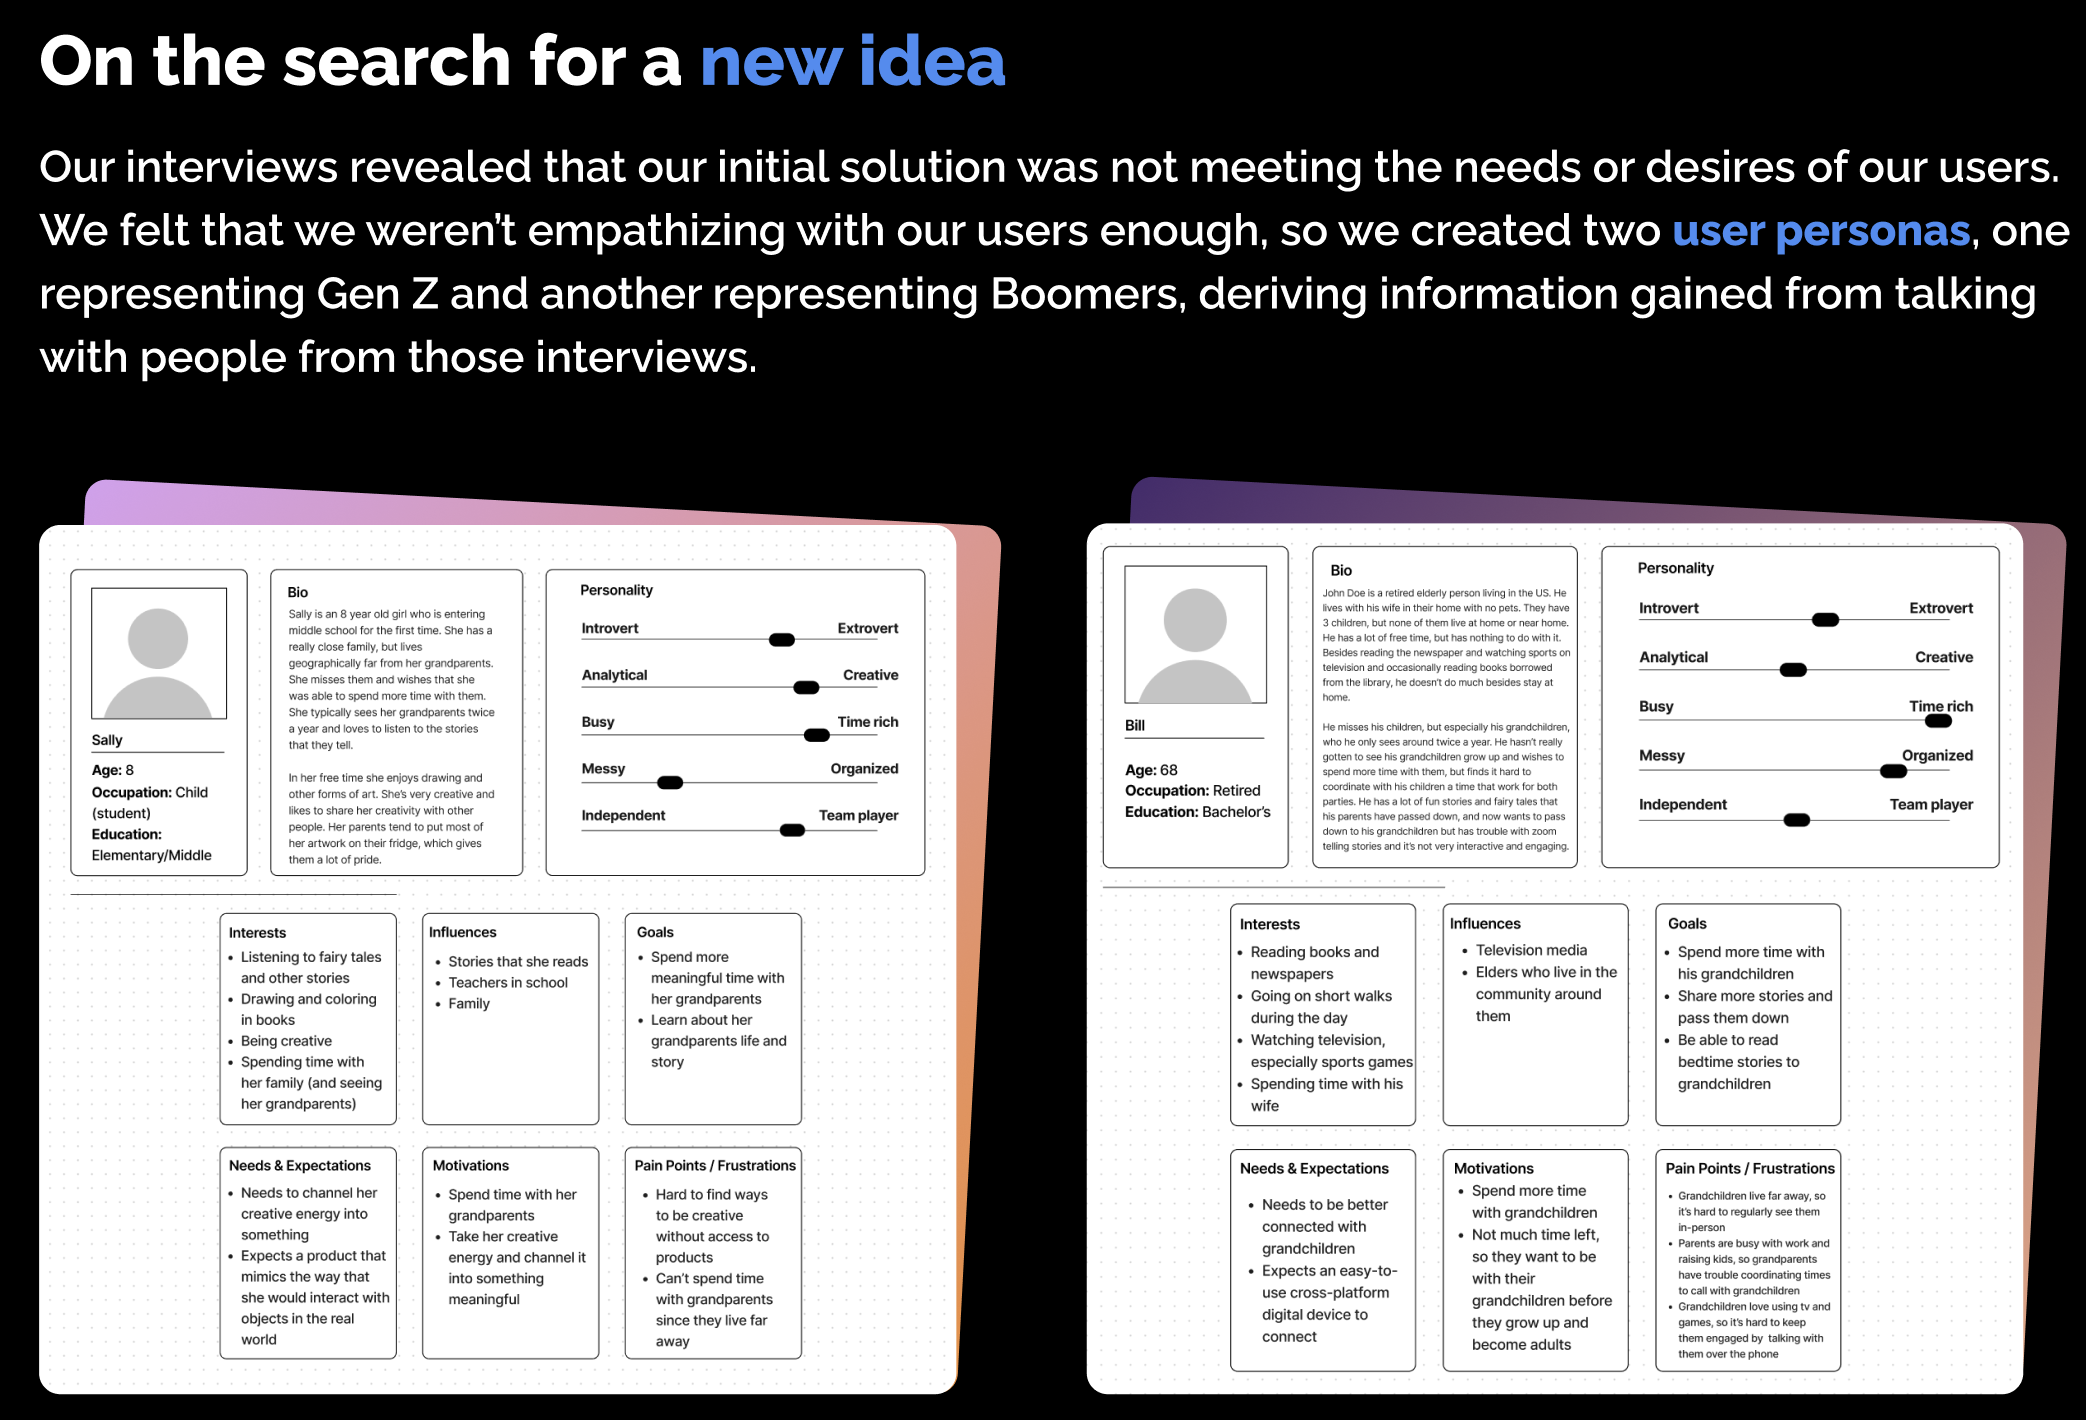 On the search for a new idea
Our interviews revealed that our initial solution was not meeting the needs or desires of our users.
We felt that we weren't empathizing with our users enough, so we created two user personas, one
representing Gen Z and another representing Boomers, deriving information gained from talking
with people from those interviews.
Sally
Age: 8
Occupation: Child
(student)
Education:
Elementary/Middle
Bio
Sally is an 8 year old girl who is entering
middle school for the first time. She has a
really close family, but lives
geographically far from her grandparents.
She misses them and wishes that she
was able to spend more time with them.
She typically sees her grandparents twice
a year and loves to listen to the stories
that they tell.
In her free time she enjoys drawing and
other forms of art. She's very creative and
likes to share her creativity with other
people. Her parents tend to put most of
her artwork on their fridge, which gives
them a lot of pride.
Personality
Introvert Extrovert
Analytical Creative
Busy Time rich
Messy Organized
Independent Team player
Interests
• Listening to fairy tales
and other stories
• Drawing and coloring
in books
• Being creative
• Spending time with
her family (and seeing
her grandparents)
Influences
• Stories that she reads
• Teachers in school
• Family
Goals
• Spend more
meaningful time with
her grandparents
• Learn about her
grandparents life and
story
Needs & Expectations
• Needs to channel her
creative energy into
something
• Expects a product that
mimics the way that
she would interact with
objects in the real
world
Motivations
• Spend time with her
grandparents
• Take her creative
energy and channel it
into something
meaningful
Pain Points / Frustrations
• Hard to find ways
to be creative
without access to
products
• Can't spend time
with grandparents
since they live far
away
Bill
Age: 68
Occupation: Retired
Education: Bachelor's
Bio
John Doe is a retired elderly person living in the US. He
lives with his wife in their home with no pets. They have
3 children, but none of them live at home or near home.
He has a lot of free time, but has nothing to do with it.
Besides reading the newspaper and watching sports on
television and occasionally reading books borrowed
from the library, he doesn't do much besides stay at
home.
He misses his children, but especially his grandchildren,
who he only sees around twice a year. He hasn't really
gotten to see his grandchildren grow up and wishes to
spend more time with them, but finds it hard to
coordinate with his children a time that work for both
parties. He has a lot of fun stories and fairy tales that
his parents have passed down, and now wants to pass
down to his grandchildren but has trouble with zoom
telling stories and it's not very interactive and engaging.
Personality
Introvert Extrovert
Analytical Creative
Busy Time rich
Messy Organized
Independent Team player
Interests
• Reading books and
newspapers
• Going on short walks
during the day
• Watching television,
especially sports games
• Spending time with his
wife
Influences
• Television media
• Elders who live in the
community around
them
Goals
• Spend more time with
his grandchildren
• Share more stories and
pass them down
• Be able to read
bedtime stories to
grandchildren
Needs & Expectations
• Needs to be better
connected with
grandchildren
• Expects an easy-to-
use cross-platform
digital device to
connect
Motivations
• Spend more time
with grandchildren
• Not much time left,
so they want to be
with their
grandchildren before
they grow up and
become adults
Pain Points / Frustrations
• Grandchildren live far away, so
it's hard to regularly see them
in-person
• Parents are busy with work and
raising kids, so grandparents
have trouble coordinating times
to call with grandchildren
• Grandchildren love using tv and
games, so it's hard to keep
them engaged by talking with
them over the phone